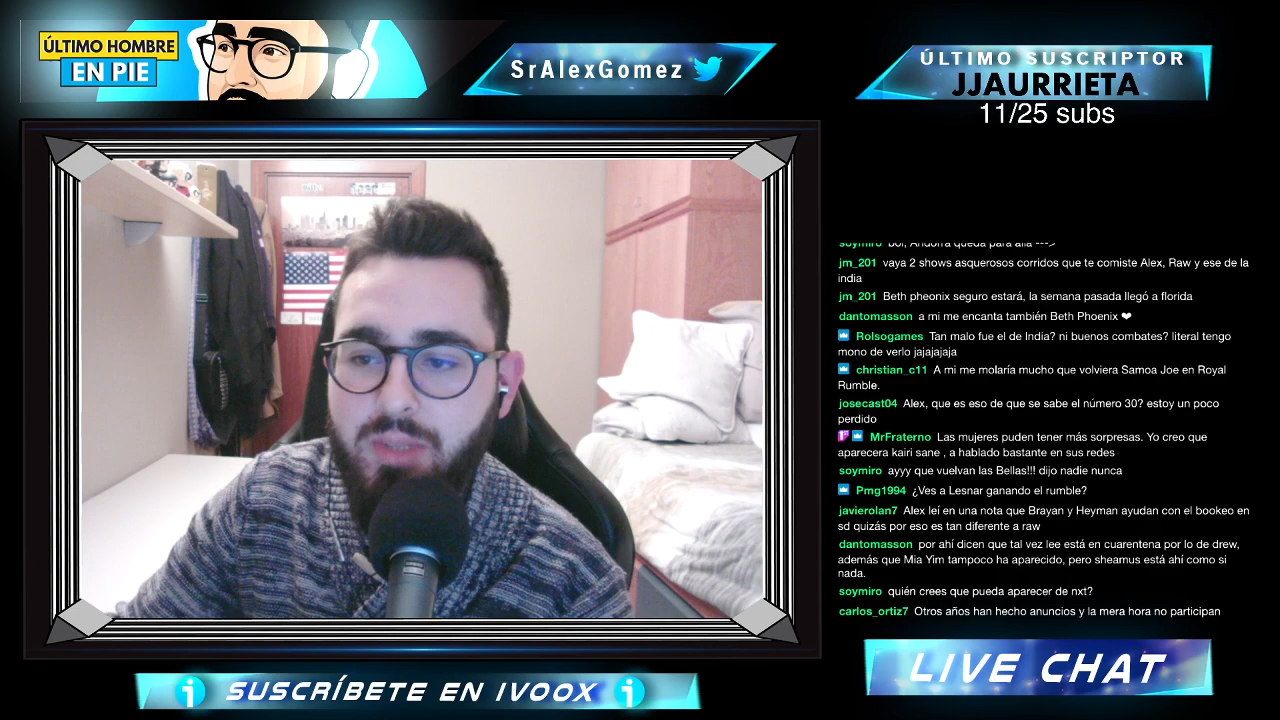 ÚLTIMO HOMBRE
EN PIE
SrAlexGomez
ÚLTIMO SUSCRIPTOR
JJAURRIETA
11/25 subs
soymiro bol, Andorra queda para allá --->
jm_201 vaya 2 shows asquerosos corridos que te comiste Alex, Raw y ese de la
india
jm_201 Beth pheonix seguro estará, la semana pasada llegó a florida
dantomasson a mi me encanta también Beth Phoenix ❤
Rolsogames Tan malo fue el de India? ni buenos combates? literal tengo
mono de verlo jajajajaja
christian_c11 A mi me molaría mucho que volviera Samoa Joe en Royal
Rumble.
josecast04 Alex, que es eso de que se sabe el número 30? estoy un poco
perdido
MrFraterno Las mujeres puden tener más sorpresas. Yo creo que
aparecera kairi sane , a hablado bastante en sus redes
soymiro ayyy que vuelvan las Bellas!!! dijo nadie nunca
Pmg1994 ¿Ves a Lesnar ganando el rumble?
javierolan7 Alex leí en una nota que Brayan y Heyman ayudan con el bookeo en
sd quizás por eso es tan diferente a raw
dantomasson por ahí dicen que tal vez lee está en cuarentena por lo de drew,
además que Mia Yim tampoco ha aparecido, pero sheamus está ahí como si
nada.
soymiro quién crees que pueda aparecer de nxt?
carlos_ortiz7 Otros años han hecho anuncios y la mera hora no participan
LIVE CHAT
SUSCRÍBETE EN IVOOX